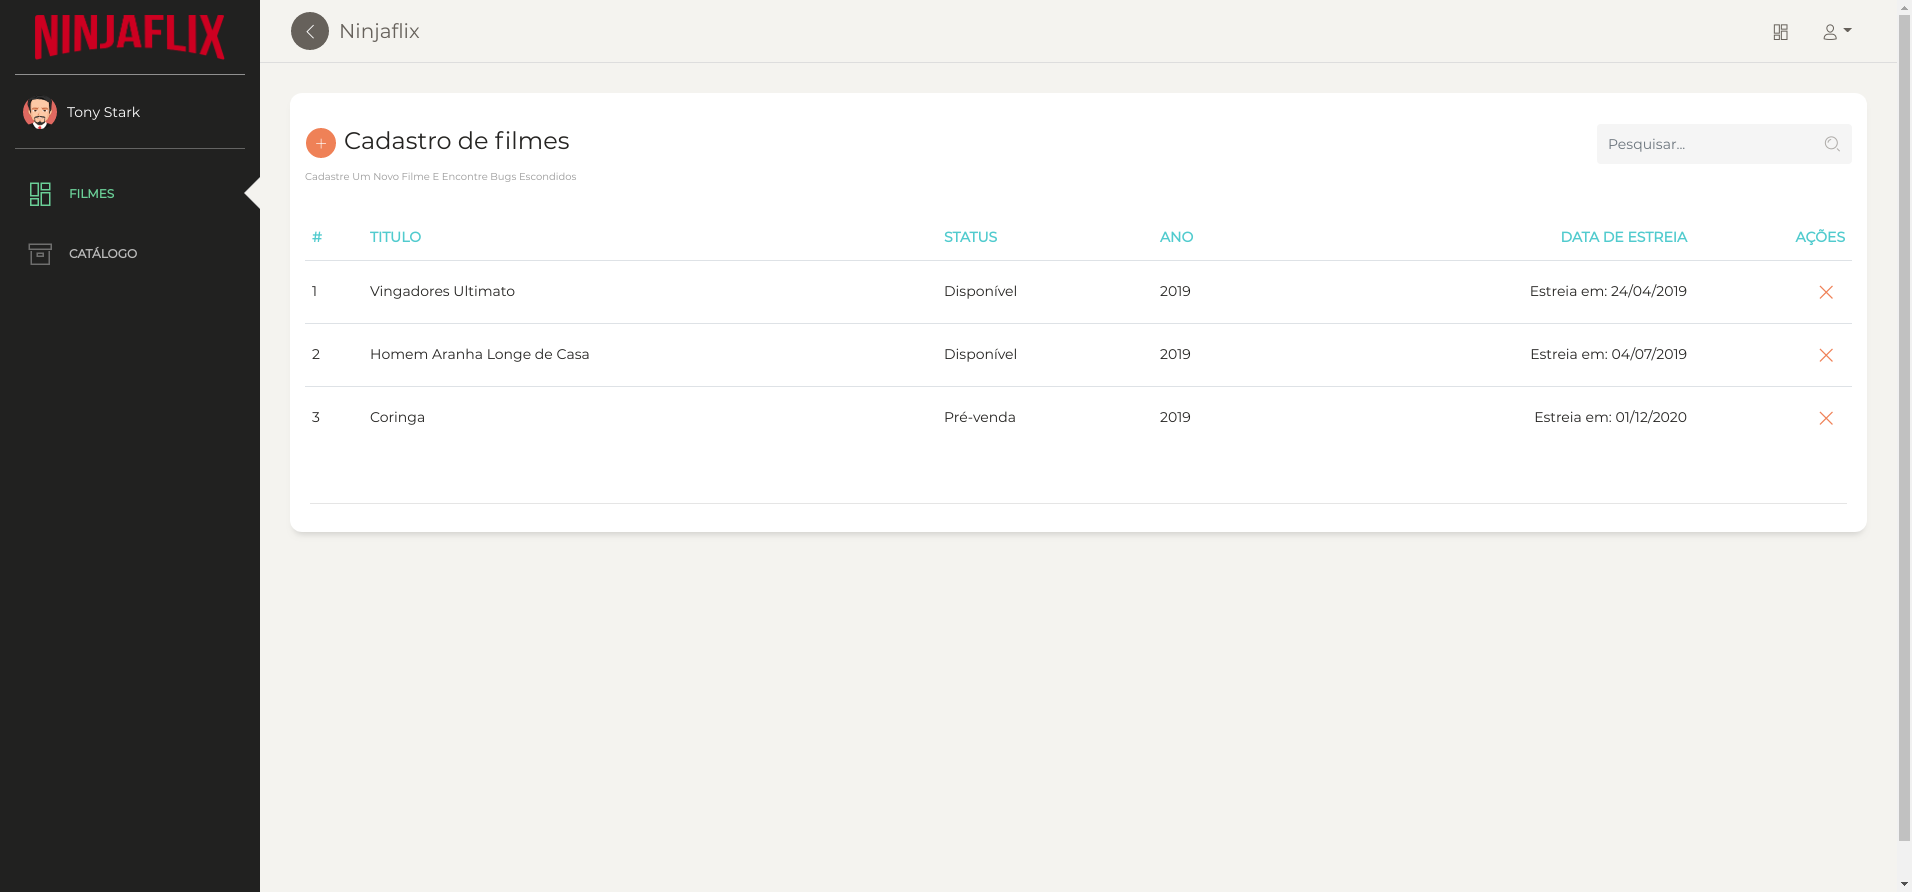 NINJAFLIX
Ninjaflix
Tony Stark
FILMES
CATÁLOGO
Cadastro de filmes
Pesquisar...
Cadastre Um Novo Filme E Encontre Bugs Escondidos
# TITULO STATUS ANO DATA DE ESTREIA AÇÕES
1 Vingadores Ultimato Disponível 2019 Estreia em: 24/04/2019
2 Homem Aranha Longe de Casa Disponível 2019 Estreia em: 04/07/2019
3 Coringa Pré-venda 2019 Estreia em: 01/12/2020